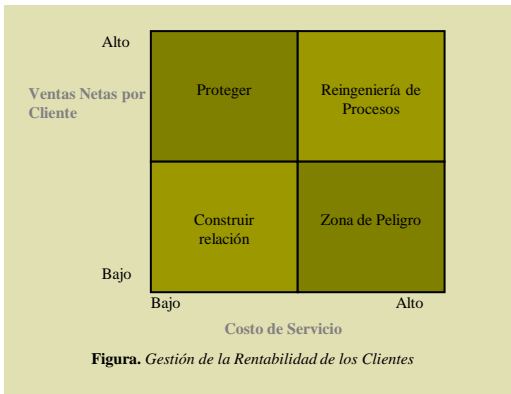 Alto
Ventas Netas por
Cliente
Proteger
Reingeniería de
Procesos
Construir
relación
Zona de Peligro
Bajo
Bajo
Alto
Costo de Servicio
Figura. Gestión de la Rentabilidad de los Clientes